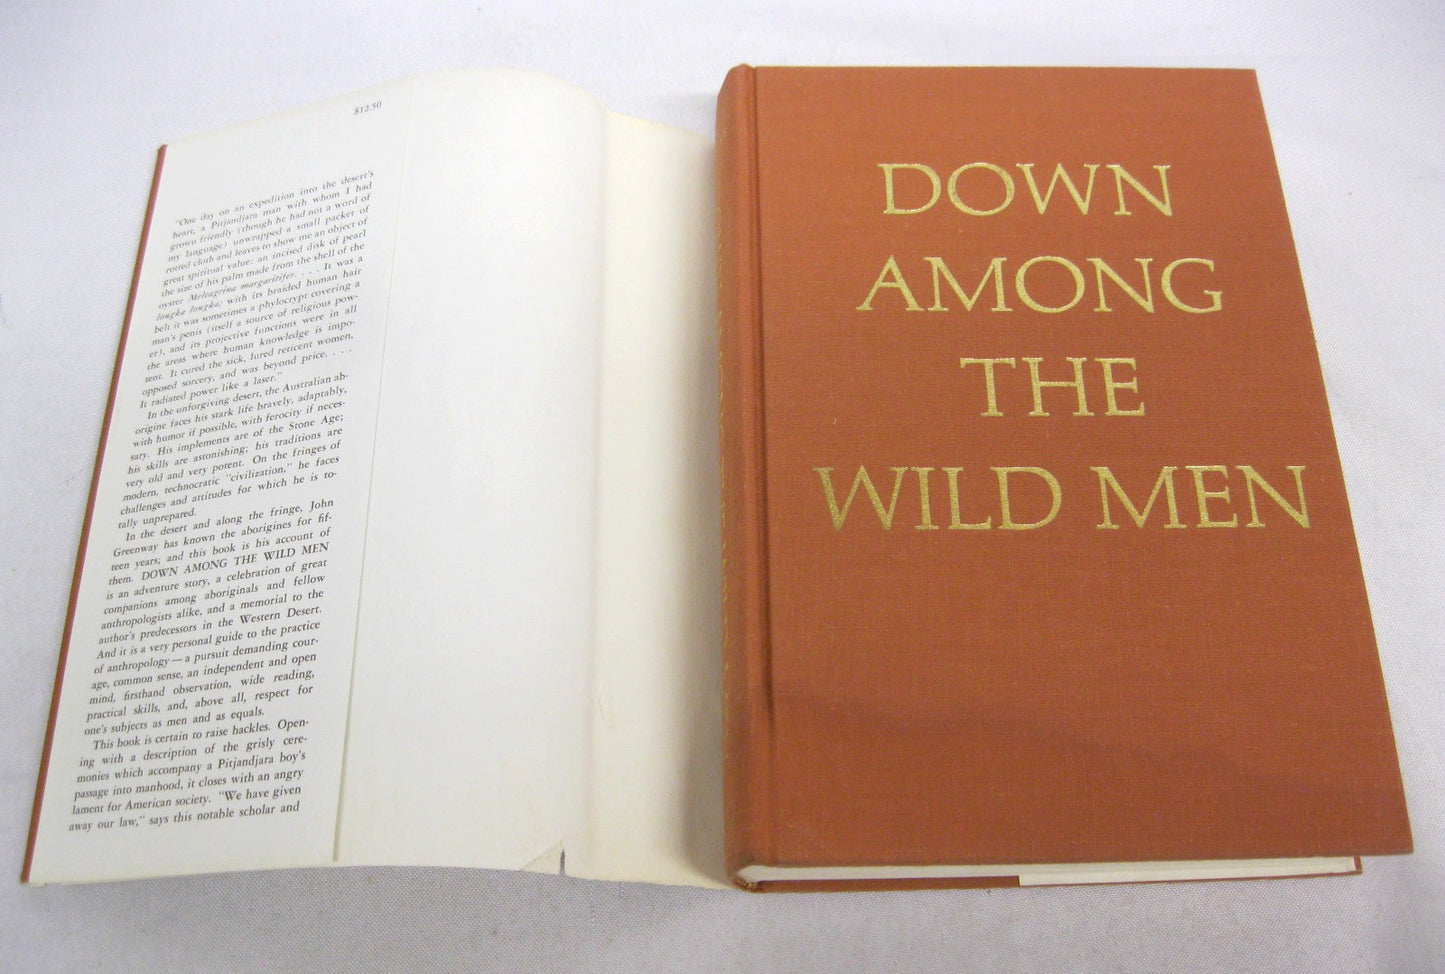 $12.50
"One day on an expedition into the desert's
heart, a Pitjandjara man with whom I had
grown friendly (though he had not a word of
my language) unwrapped a small packet of
rotted cloth and leaves to show me an object of
great spiritual value: an incised disk of pearl
the size of his palm made from the shell of the
oyster Meleagrina margaritifer. . . . It was a
longka longka; with its braided human hair
belt it was sometimes a phylocrypt covering a
man's penis (itself a source of religious pow-
er), and its projective functions were in all
the areas where human knowledge is impo-
tent. It cured the sick, lured reticent women,
opposed sorcery, and was beyond price. . . .
It radiated power like a laser."
In the unforgiving desert, the Australian ab-
origine faces his stark life bravely, adaptably,
with humor if possible, with ferocity if neces-
sary. His implements are of the Stone Age;
his skills are astonishing; his traditions are
very old and very potent. On the fringes of
modern, technocratic "civilization," he faces
challenges and attitudes for which he is to-
tally unprepared.
In the desert and along the fringe, John
Greenway has known the aborigines for fif-
teen years; and this book is his account of
them. DOWN AMONG THE WILD MEN
is an adventure story, a celebration of great
companions among aboriginals and fellow
anthropologists alike, and a memorial to the
author's predecessors in the Western Desert.
And it is a very personal guide to the practice
of anthropology—a pursuit demanding cour-
age, common sense, an independent and open
mind, firsthand observation, wide reading,
practical skills, and, above all, respect for
one's subjects as men and as equals.
This book is certain to raise hackles. Open-
ing with a description of the grisly cere-
monies which accompany a Pitjandjara boy's
passage into manhood, it closes with an angry
lament for American society. "We have given
away our law," says this notable scholar and
DOWN
AMONG
THE
WILD MEN